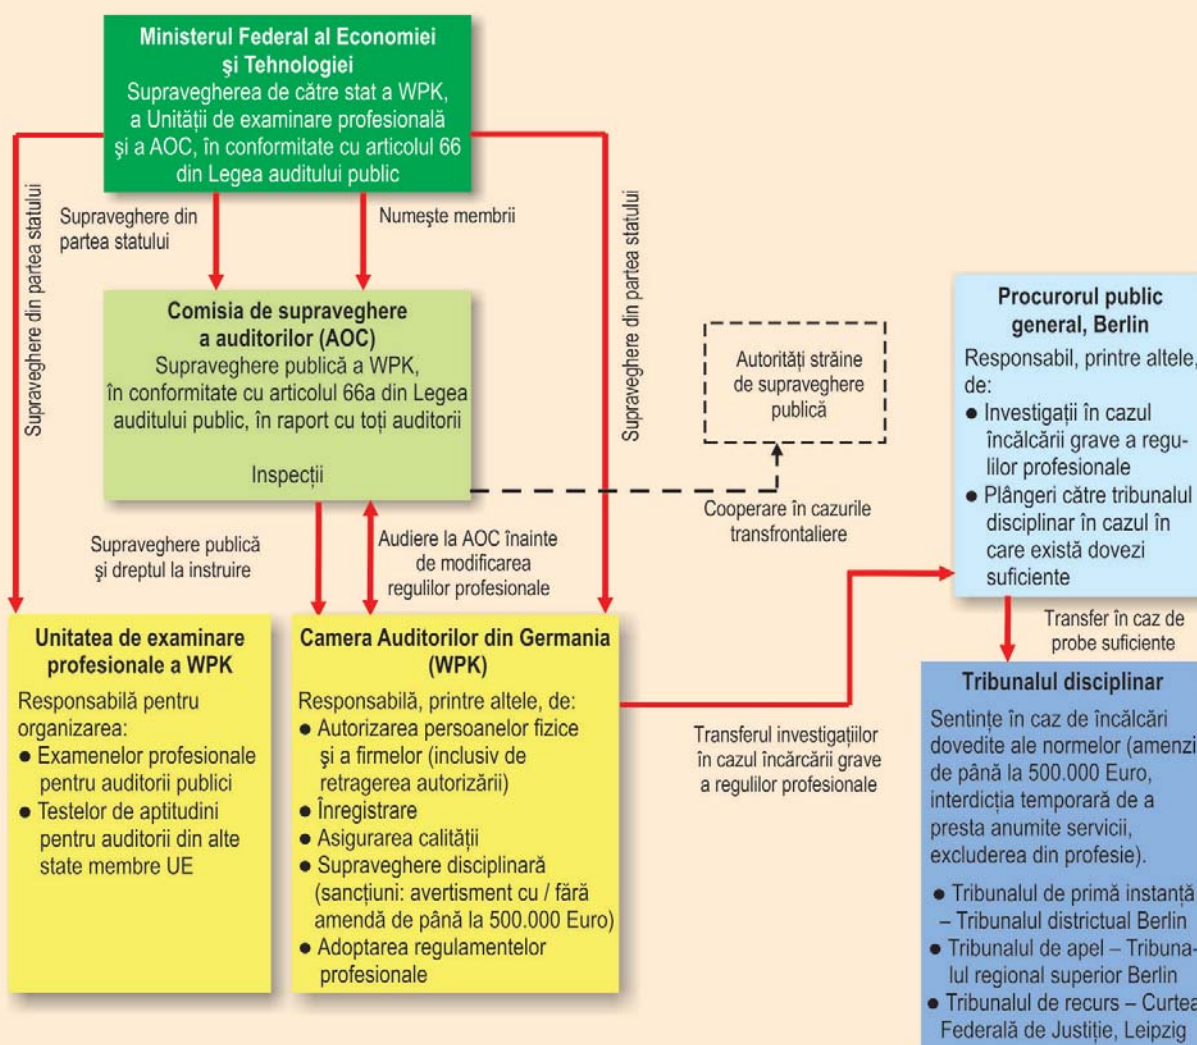 Ministerul Federal al Economiei
şi Tehnologiei
Supravegherea de către stat a WPK,
a Unităţii de examinare profesională
şi a AOC, în conformitate cu articolul 66
din Legea auditului public
Supraveghere din partea statului
Supraveghere din
partea statului
Numeşte membrii
Supraveghere din partea statului
Comisia de supraveghere
a auditorilor (AOC)
Supraveghere publică a WPK,
în conformitate cu articolul 66a din Legea
auditului public, în raport cu toţi auditorii
Inspecţii
Autorităţi străine
de supraveghere
publică
Cooperare în cazurile
transfrontaliere
Procurorul public
general, Berlin
Responsabil, printre altele,
de:
● Investigaţii în cazul
încălcării grave a regu-
lilor profesionale
● Plângeri către tribunalul
disciplinar în cazul în
care există dovezi
suficiente
Supraveghere publică
şi dreptul la instruire
Audiere la AOC înainte
de modificarea
regulilor profesionale
Transfer în caz de
probe suficiente
Unitatea de examinare
profesionale a WPK
Responsabilă pentru
organizarea:
● Examenelor profesionale
pentru auditorii publici
● Testelor de aptitudini
pentru auditorii din alte
state membre UE
Camera Auditorilor din Germania
(WPK)
Responsabilă, printre altele, de:
● Autorizarea persoanelor fizice
şi a firmelor (inclusiv de
retragerea autorizării)
● Înregistrare
● Asigurarea calităţii
● Supraveghere disciplinară
(sancţiuni: avertisment cu / fără
amendă de până la 500.000 Euro)
● Adoptarea regulamentelor
profesionale
Transferul investigaţiilor
în cazul încărcării grave
a regulilor profesionale
Tribunalul disciplinar
Sentinţe în caz de încălcări
dovedite ale normelor (amenzi
de până la 500.000 Euro,
interdicţia temporară de a
presta anumite servicii,
excluderea din profesie).
● Tribunalul de primă instanţă
– Tribunalul districtual Berlin
● Tribunalul de apel – Tribuna-
lul regional superior Berlin
● Tribunalul de recurs – Curtea
Federală de Justiţie, Leipzig